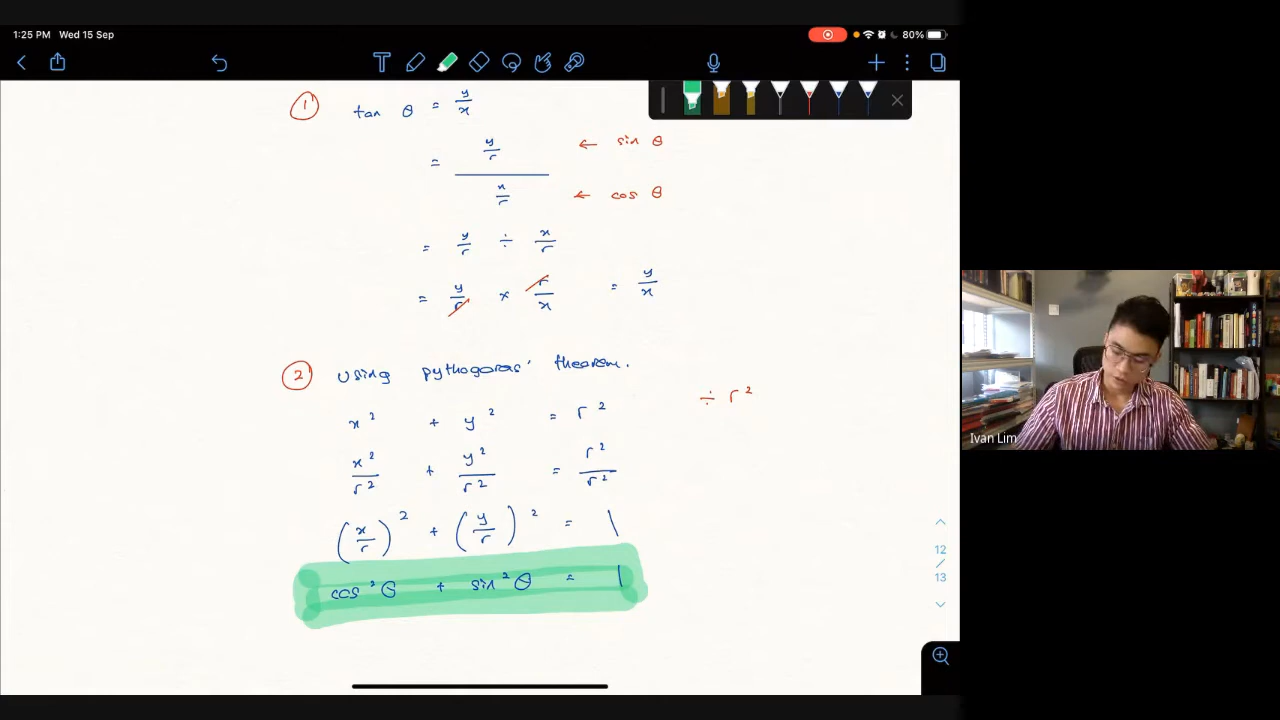 1:25 PM Wed 15 Sep
80%
1
tan θ = y/x
= y/r ← sin θ
x/r ← cos θ
= y/r ÷ x/r
= y/r × r/x = y/x
2 Using pythagoras' theorem.
÷ r²
x² + y² = r²
x²/r² + y²/r² = r²/r²
(x/r)² + (y/r)² = 1
cos²θ + sin²θ = 1
Ivan Lim
12
/
13